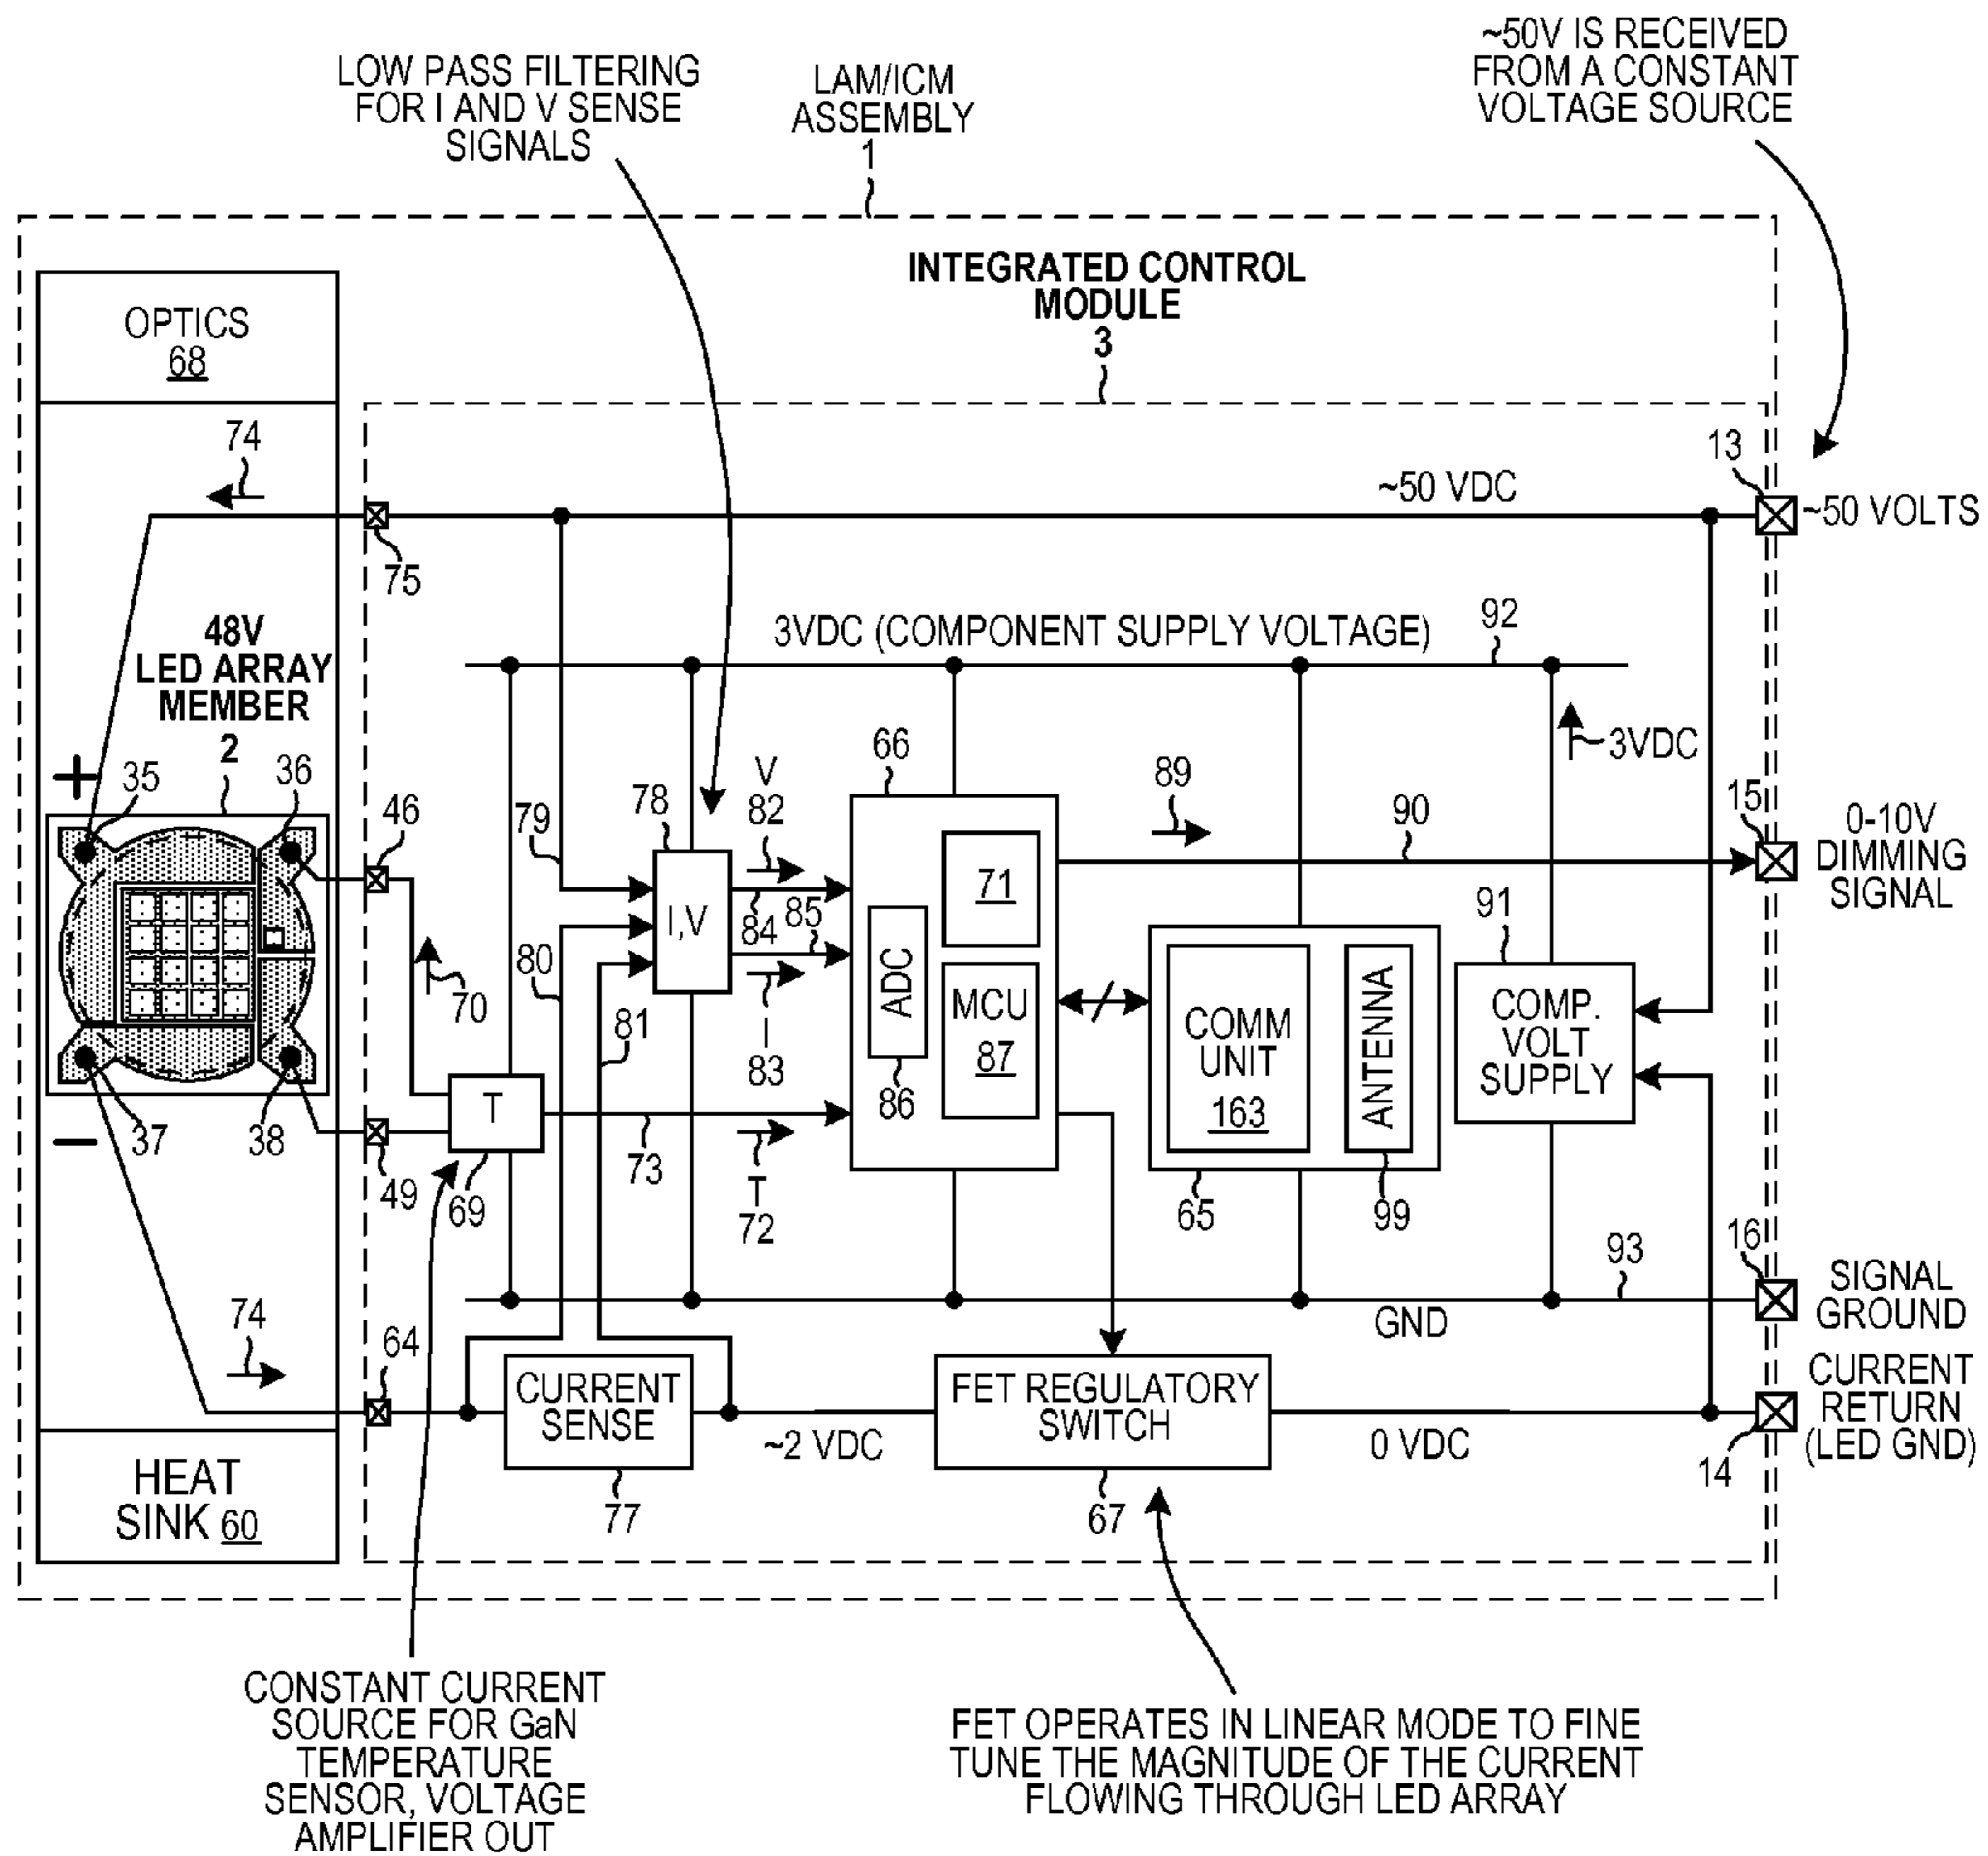 ~50V IS RECEIVED
FROM A CONSTANT
VOLTAGE SOURCE
LOW PASS FILTERING
FOR I AND V SENSE
SIGNALS
LAM/ICM
ASSEMBLY
1
INTEGRATED CONTROL
MODULE
3
OPTICS
68
74
75
~50 VDC
13
~50 VOLTS
48V
LED ARRAY
MEMBER
2
3VDC (COMPONENT SUPPLY VOLTAGE)
92
3VDC
+
35
36
46
79
78
V
82
66
89
90
15
0-10V
DIMMING
SIGNAL
70
80
81
I,V
84
85
I
83
71
ADC
86
MCU
87
COMM
UNIT
163
ANTENNA
91
COMP.
VOLT
SUPPLY
−
37
38
49
T
69
73
T
72
65
99
93
16
SIGNAL
GROUND
GND
74
64
CURRENT
SENSE
77
~2 VDC
FET REGULATORY
SWITCH
67
0 VDC
14
CURRENT
RETURN
(LED GND)
HEAT
SINK 60
CONSTANT CURRENT
SOURCE FOR GaN
TEMPERATURE
SENSOR, VOLTAGE
AMPLIFIER OUT
FET OPERATES IN LINEAR MODE TO FINE
TUNE THE MAGNITUDE OF THE CURRENT
FLOWING THROUGH LED ARRAY